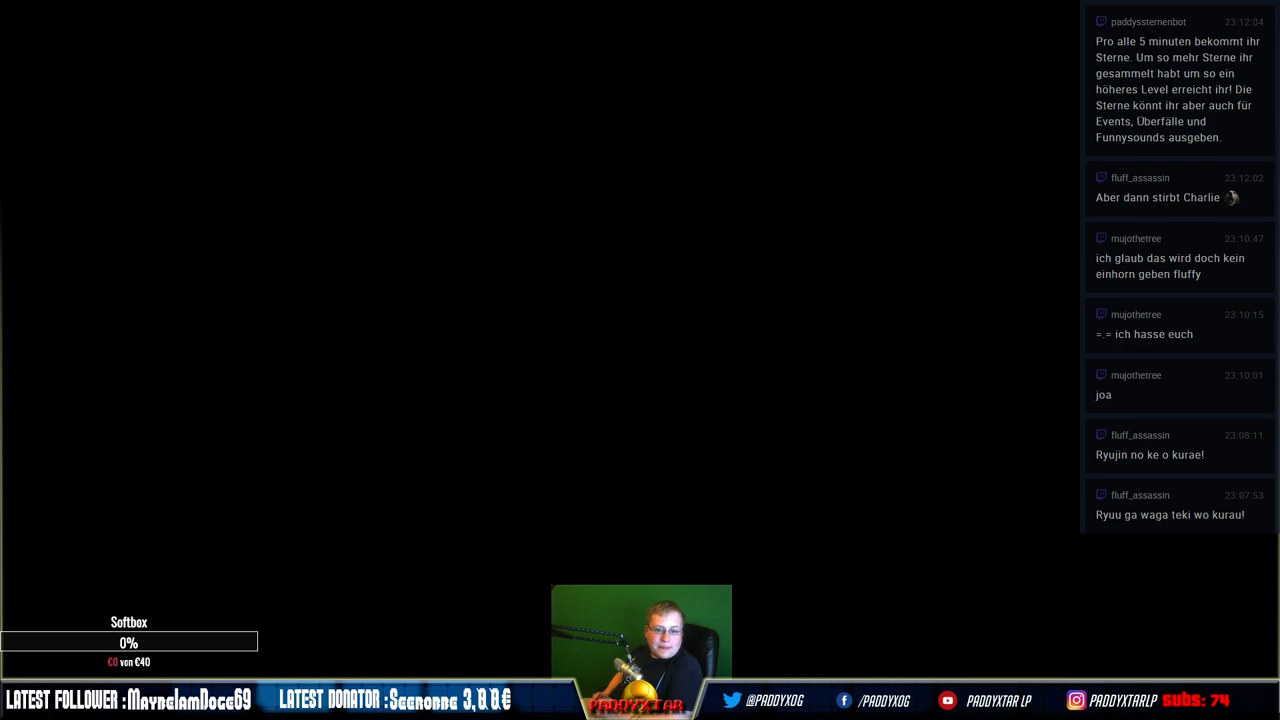 paddyssternenbot 23:12:04
Pro alle 5 minuten bekommt ihr
Sterne. Um so mehr Sterne ihr
gesammelt habt um so ein
höheres Level erreicht ihr! Die
Sterne könnt ihr aber auch für
Events, Überfälle und
Funnysounds ausgeben.
fluff_assassin 23:12:02
Aber dann stirbt Charlie
mujothetree 23:10:47
ich glaub das wird doch kein
einhorn geben fluffy
mujothetree 23:10:15
=.= ich hasse euch
mujothetree 23:10:01
joa
fluff_assassin 23:08:11
Ryujin no ke o kurae!
fluff_assassin 23:07:53
Ryuu ga waga teki wo kurau!
Softbox
0%
€0 von €40
LATEST FOLLOWER :MaybeIamDoge69
LATEST DONATOR : 3,00€
PADDYXTAR
@PADDYXOG
/PADDYXOG
PADDYXTAR LP
PADDYXTARLP
subs: 74